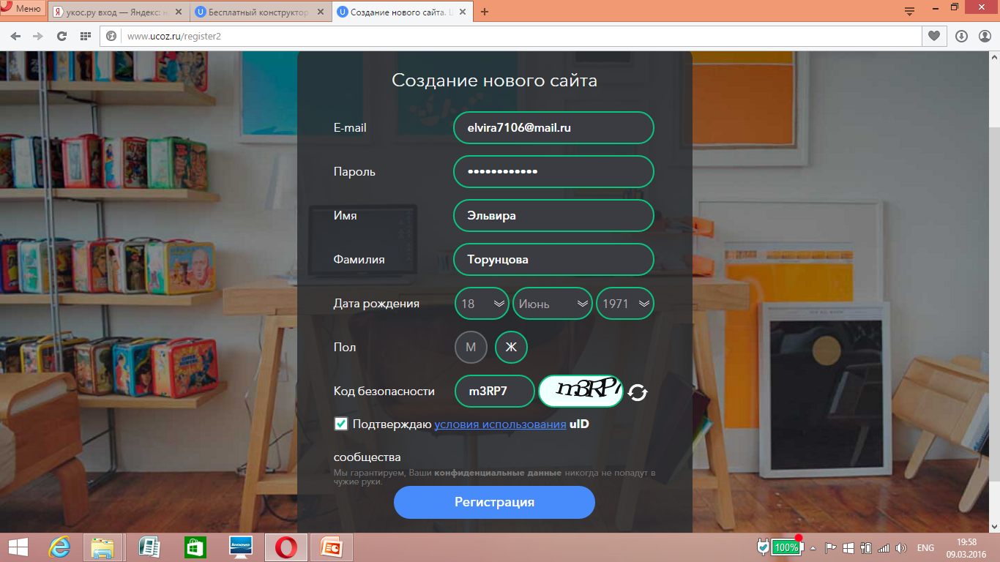 Меню
укос.ру вход — Яндекс: н
Бесплатный конструктор
Создание нового сайта.
www.ucoz.ru/register2
Создание нового сайта
E-mail elvira7106@mail.ru
Пароль ••••••••••••
Имя Эльвира
Фамилия Торунцова
Дата рождения 18 Июнь 1971
Пол М Ж
Код безопасности m3RP7 m3RP7
Подтверждаю условия использования uID
сообщества
Мы гарантируем, Ваши конфиденциальные данные никогда не попадут в
чужие руки.
Регистрация
lenovo
100% ENG 19:58
09.03.2016